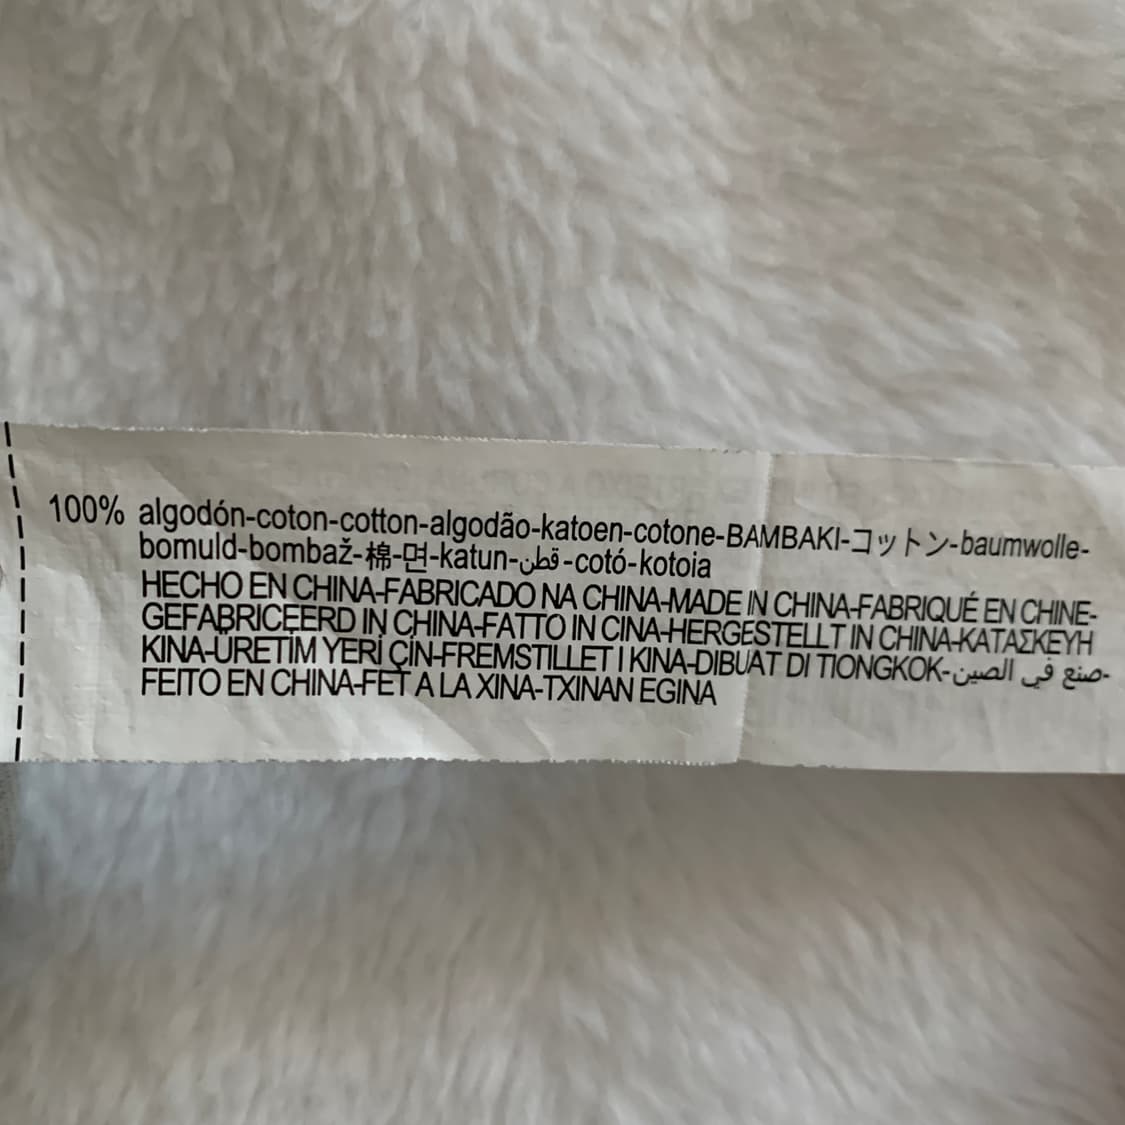 100% algodón-coton-cotton-algodão-katoen-cotone-BAMBAKI-コットン-baumwolle-
bomuld-bombaž-棉-면-katun-قطن-cotó-kotoia
HECHO EN CHINA-FABRICADO NA CHINA-MADE IN CHINA-FABRIQUÉ EN CHINE-
GEFABRICEERD IN CHINA-FATTO IN CINA-HERGESTELLT IN CHINA-ΚΑΤΑΣΚΕΥΗ
KINA-ÜRETİM YERİ ÇİN-FREMSTILLET I KINA-DIBUAT DI TIONGKOK-صنع في الصين-
FEITO EN CHINA-FET A LA XINA-TXINAN EGINA